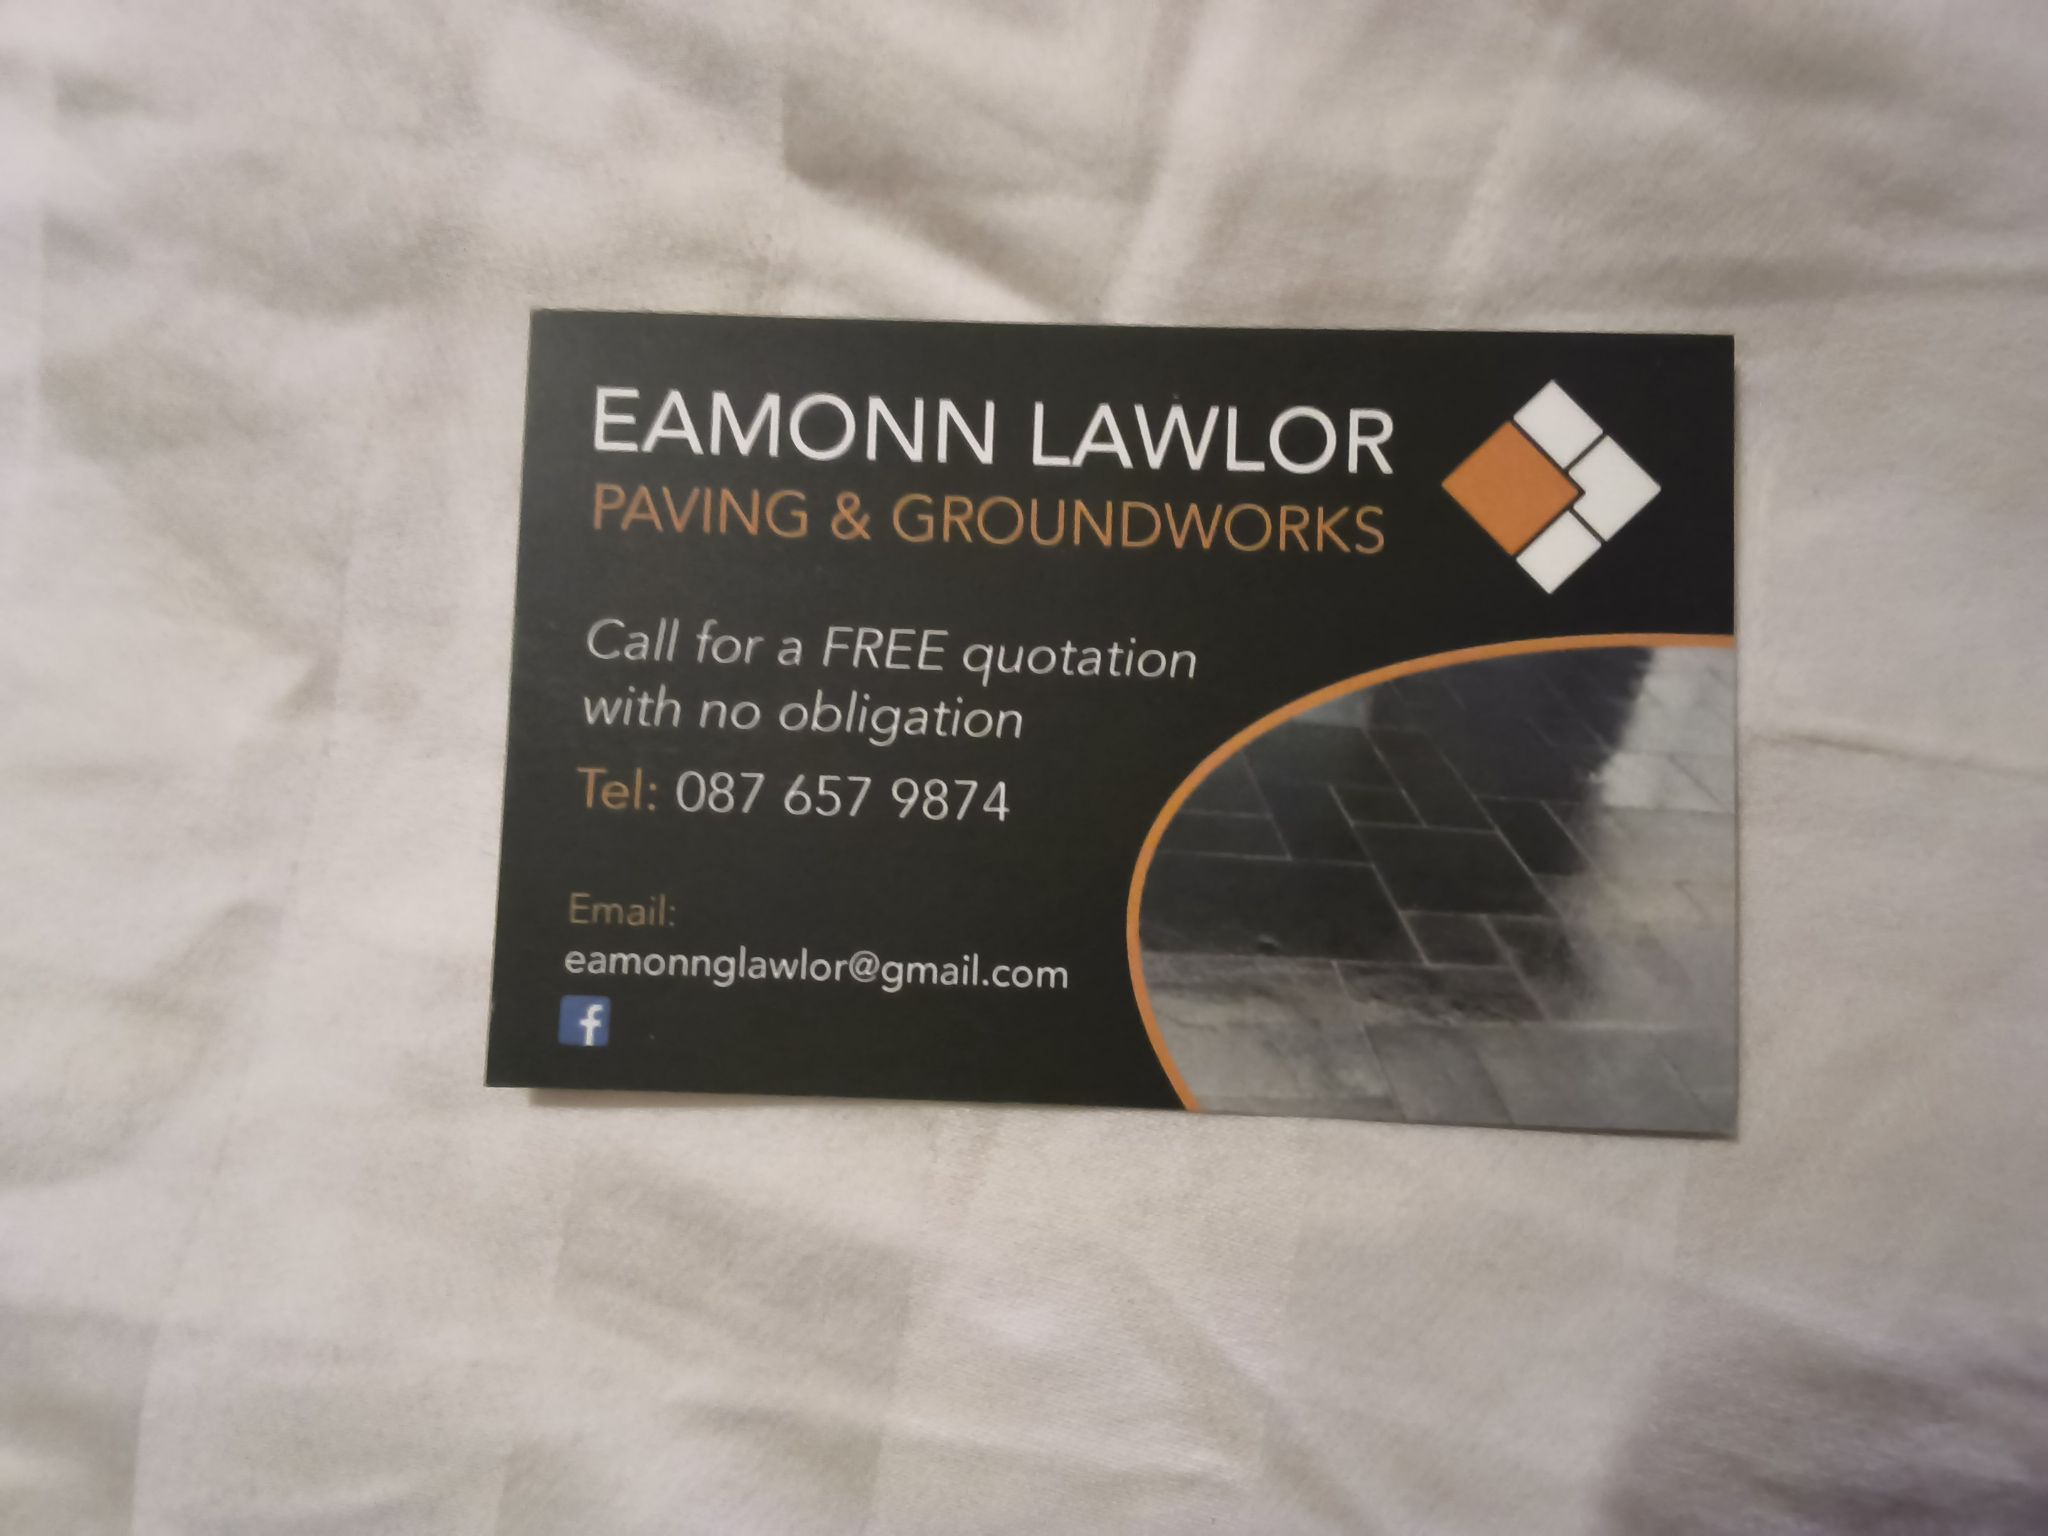 EAMONN LAWLOR
PAVING & GROUNDWORKS
Call for a FREE quotation
with no obligation
Tel: 087 657 9874
Email:
eamonnglawlor@gmail.com
f